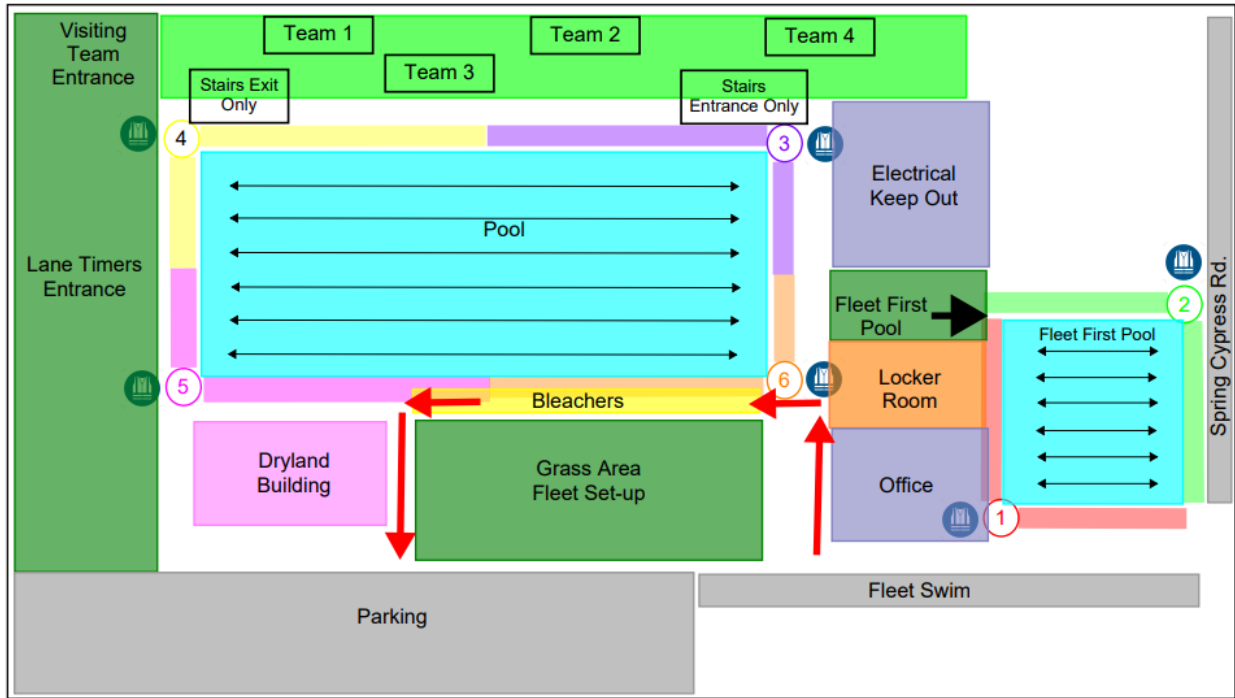 Visiting
Team
Entrance
Team 1
Team 2
Team 4
Team 3
Stairs Exit
Only
Stairs
Entrance Only
4
3
Electrical
Keep Out
Pool
Lane Timers
Entrance
Spring Cypress Rd.
2
Fleet First
Pool
Fleet First Pool
5
6
Bleachers
Locker
Room
Dryland
Building
Grass Area
Fleet Set-up
Office
1
Fleet Swim
Parking